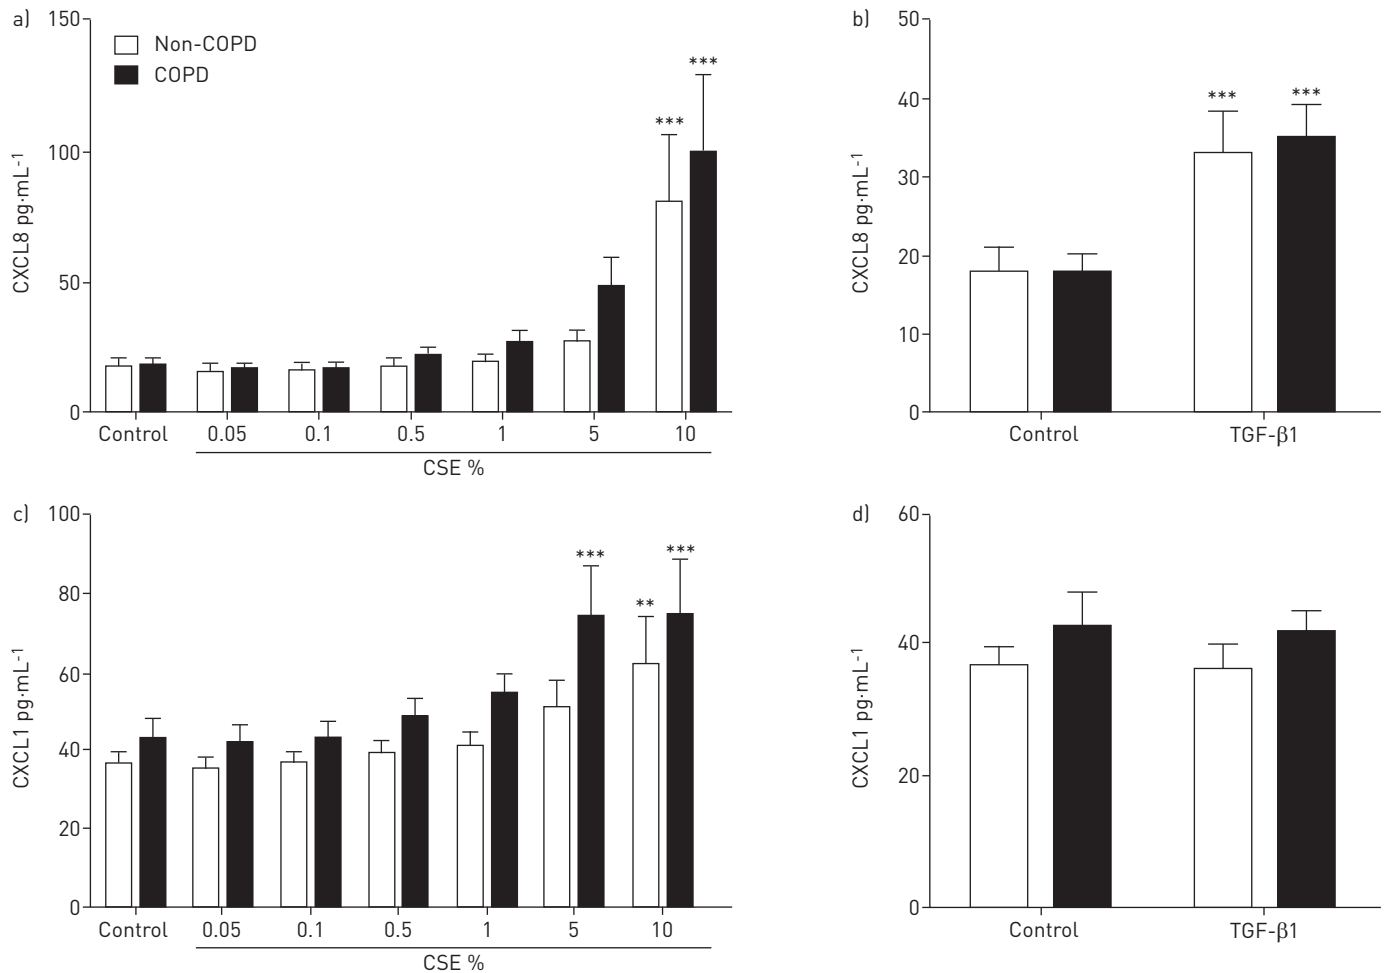 a)
150
100
50
0
CXCL8 pg·mL-1
Non-COPD
COPD
***
***
Control 0.05 0.1 0.5 1 5 10
CSE %
b)
50
40
30
20
10
0
CXCL8 pg·mL-1
***
***
Control TGF-β1
c)
100
80
60
40
20
0
CXCL1 pg·mL-1
***
**
***
Control 0.05 0.1 0.5 1 5 10
CSE %
d)
60
40
20
0
CXCL1 pg·mL-1
Control TGF-β1